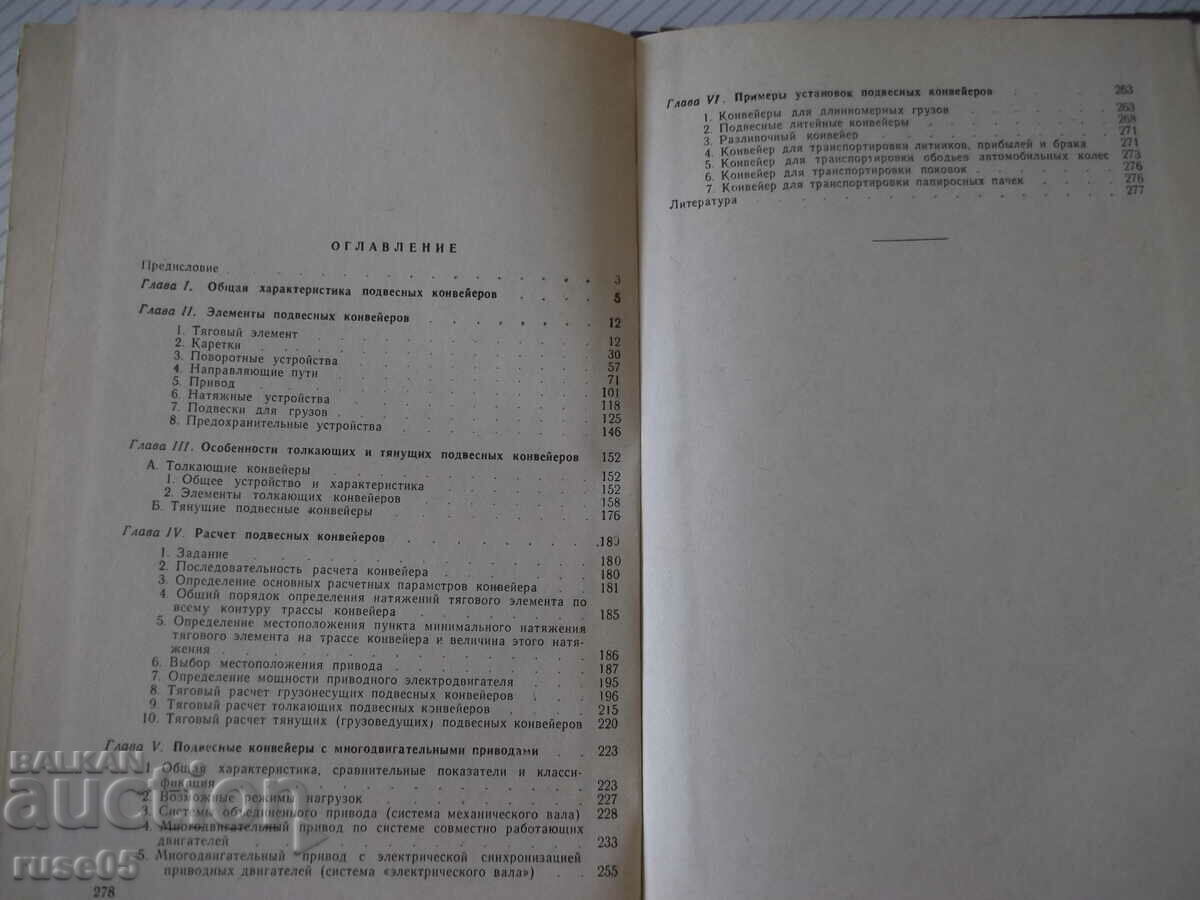 ОГЛАВЛЕНИЕ
Предисловие 3
Глава I. Общая характеристика подвесных конвейеров 5
Глава II. Элементы подвесных конвейеров 12
1. Тяговый элемент 12
2. Каретки 30
3. Поворотные устройства 57
4. Направляющие пути 71
5. Привод 101
6. Натяжные устройства 118
7. Подвески для грузов 125
8. Предохранительные устройства 146
Глава III. Особенности толкающих и тянущих подвесных конвейеров 152
А. Толкающие конвейеры 152
1. Общее устройство и характеристика 152
2. Элементы толкающих конвейеров 158
Б. Тянущие подвесные конвейеры 176
Глава IV. Расчет подвесных конвейеров 180
1. Задание 180
2. Последовательность расчета конвейера 180
3. Определение основных расчетных параметров конвейера 181
4. Общий порядок определения натяжений тягового элемента по
всему контуру трассы конвейера 185
5. Определение местоположения пункта минимального натяжения
тягового элемента на трассе конвейера и величина этого натя-
жения 186
6. Выбор местоположения привода 187
7. Определение мощности приводного электродвигателя 195
8. Тяговый расчет грузонесущих подвесных конвейеров 196
9. Тяговый расчет толкающих подвесных конвейеров 215
10. Тяговый расчет тянущих (грузоведущих) подвесных конвейеров 220
Глава V. Подвесные конвейеры с многодвигательными приводами 223
1. Общая характеристика, сравнительные показатели и класси-
фикация 223
2. Возможные режимы нагрузок 227
3. Системы объединенного привода (система механического вала) 228
4. Многодвигательный привод по системе совместно работающих
двигателей 233
5. Многодвигательный привод с электрической синхронизацией
приводных двигателей (система «электрического вала») 255
278
Глава VI. Примеры установок подвесных конвейеров 263
1. Конвейеры для длинномерных грузов 263
2. Подвесные литейные конвейеры 268
3. Разливочный конвейер 271
4. Конвейер для транспортировки литников, прибылей и брака 271
5. Конвейер для транспортировки ободьев автомобильных колес 273
6. Конвейер для транспортировки поковок 276
7. Конвейер для транспортировки папиросных пачек 276
Литература 277
BALKAN
auction
ruse05